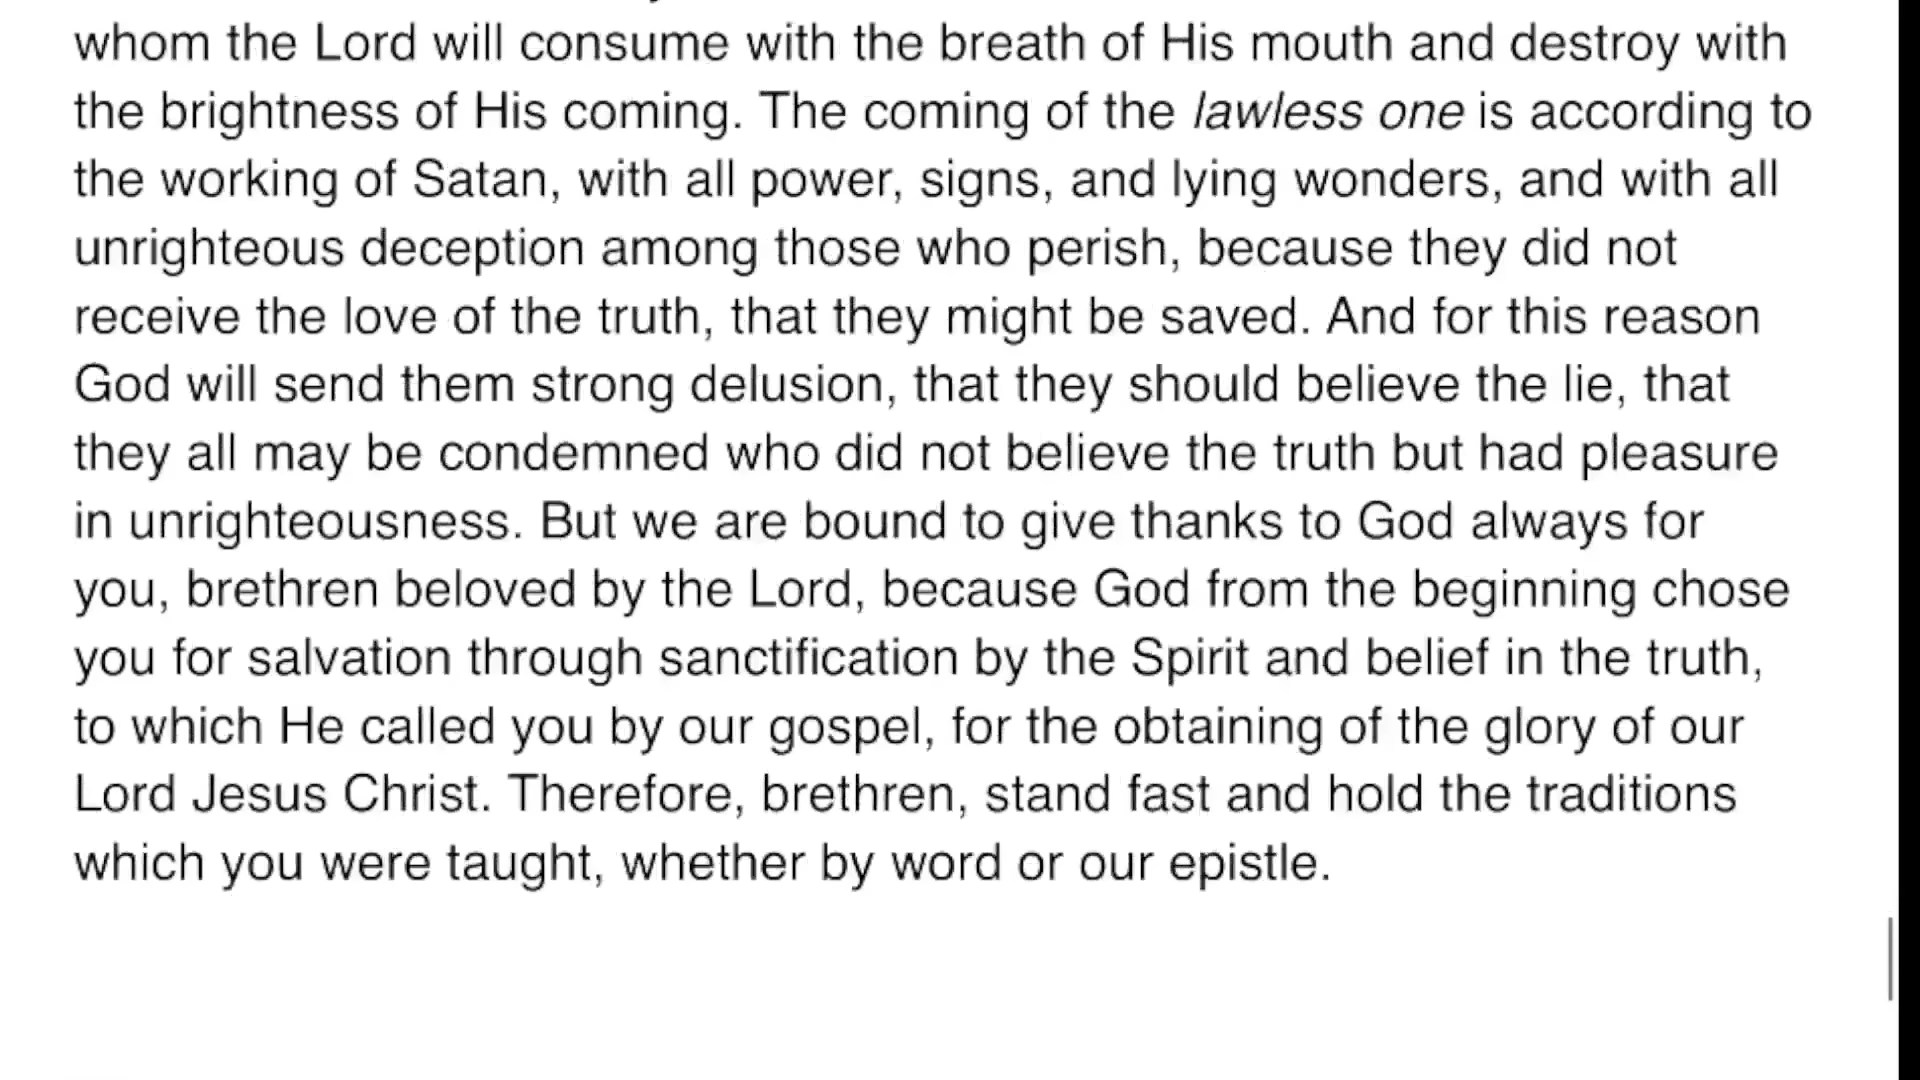 whom the Lord will consume with the breath of His mouth and destroy with
the brightness of His coming. The coming of the lawless one is according to
the working of Satan, with all power, signs, and lying wonders, and with all
unrighteous deception among those who perish, because they did not
receive the love of the truth, that they might be saved. And for this reason
God will send them strong delusion, that they should believe the lie, that
they all may be condemned who did not believe the truth but had pleasure
in unrighteousness. But we are bound to give thanks to God always for
you, brethren beloved by the Lord, because God from the beginning chose
you for salvation through sanctification by the Spirit and belief in the truth,
to which He called you by our gospel, for the obtaining of the glory of our
Lord Jesus Christ. Therefore, brethren, stand fast and hold the traditions
which you were taught, whether by word or our epistle.